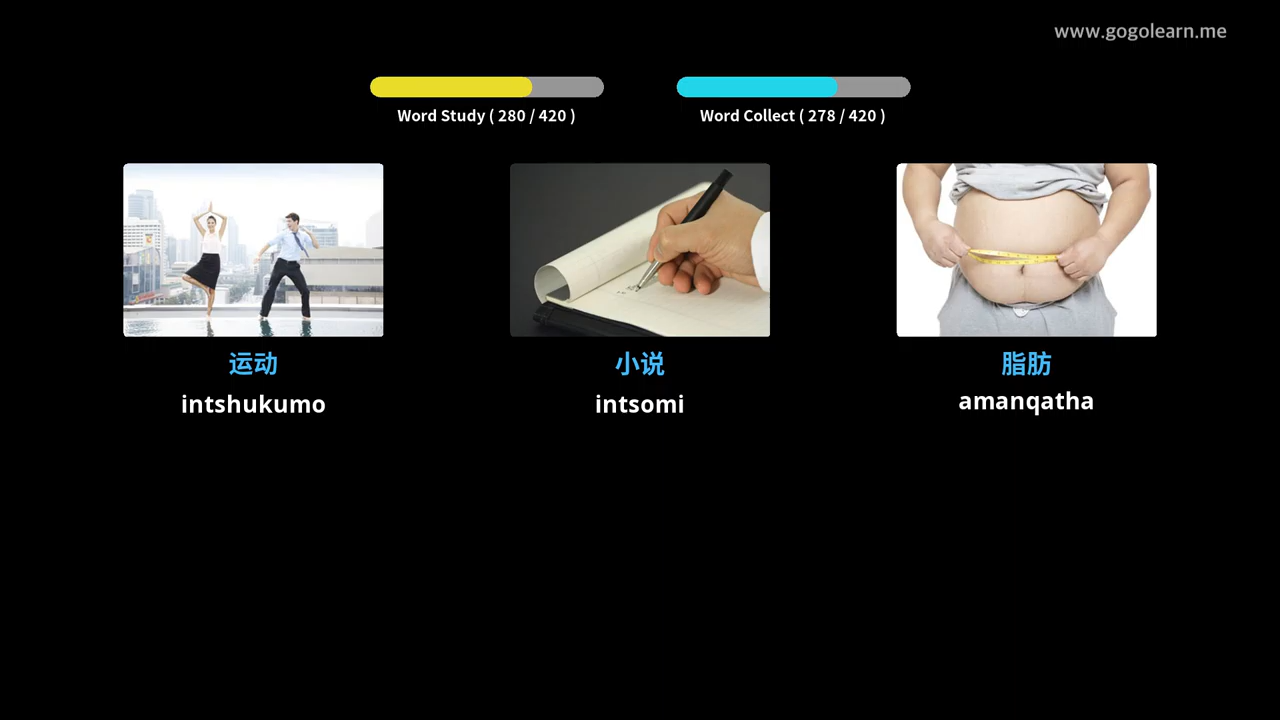 www.gogolearn.me
Word Study ( 280 / 420 )
Word Collect ( 278 / 420 )
运动
小说
脂肪
intshukumo
intsomi
amanqatha